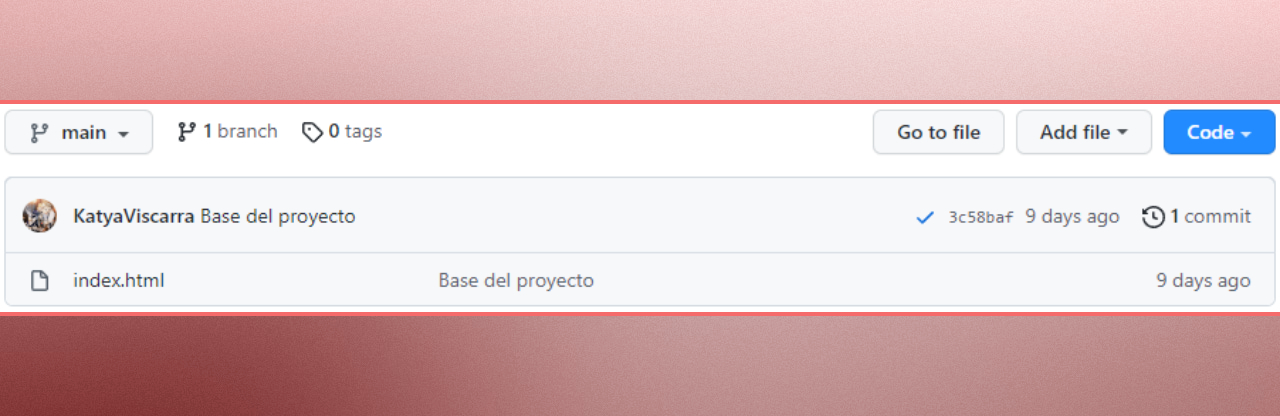 main 1 branch 0 tags Go to file Add file Code
KatyaViscarra Base del proyecto 3c58baf 9 days ago 1 commit
index.html Base del proyecto 9 days ago